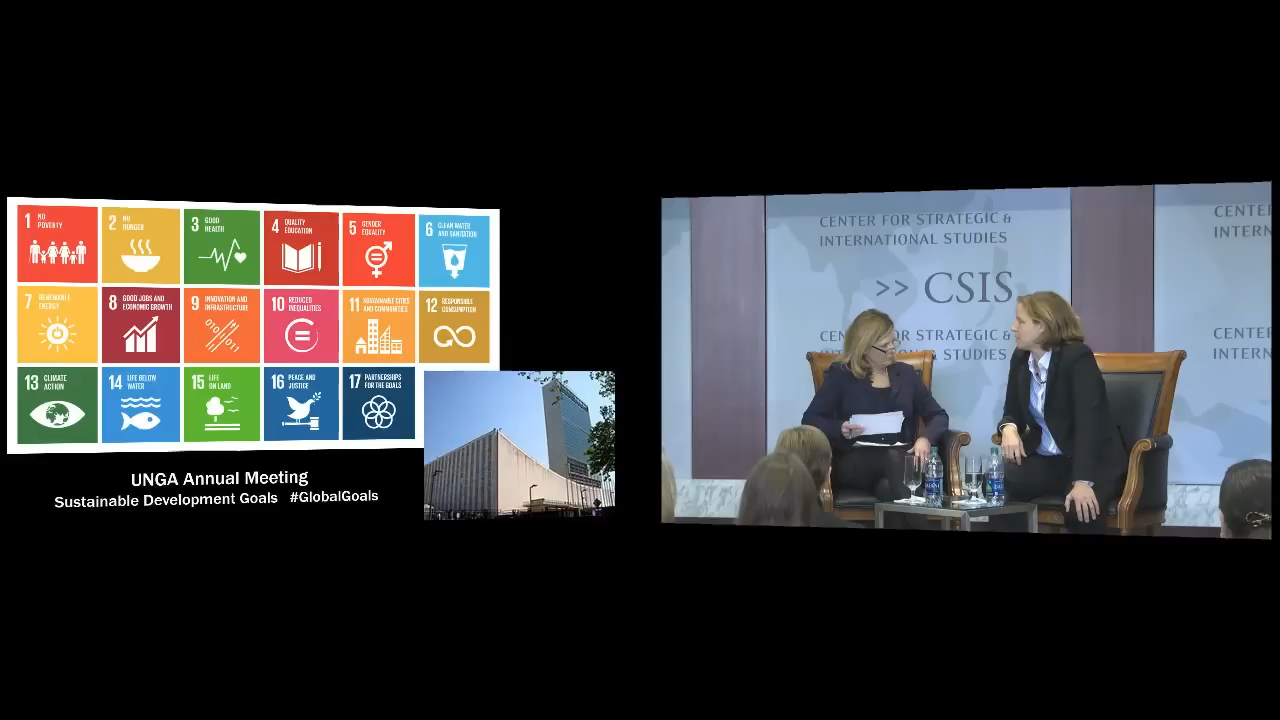 1 NO
POVERTY
2 NO
HUNGER
3 GOOD
HEALTH
4 QUALITY
EDUCATION
5 GENDER
EQUALITY
6 CLEAN WATER
AND SANITATION
7 RENEWABLE
ENERGY
8 GOOD JOBS AND
ECONOMIC GROWTH
9 INNOVATION AND
INFRASTRUCTURE
10 REDUCED
INEQUALITIES
11 SUSTAINABLE CITIES
AND COMMUNITIES
12 RESPONSIBLE
CONSUMPTION
13 CLIMATE
ACTION
14 LIFE BELOW
WATER
15 LIFE
ON LAND
16 PEACE AND
JUSTICE
17 PARTNERSHIPS
FOR THE GOALS
UNGA Annual Meeting
Sustainable Development Goals #GlobalGoals
CENTER FOR STRATEGIC &
INTERNATIONAL STUDIES
>> CSIS
CENTER FOR STRATEGIC &
STUDIES
CENTER
INTERN
CENTER
INTERN